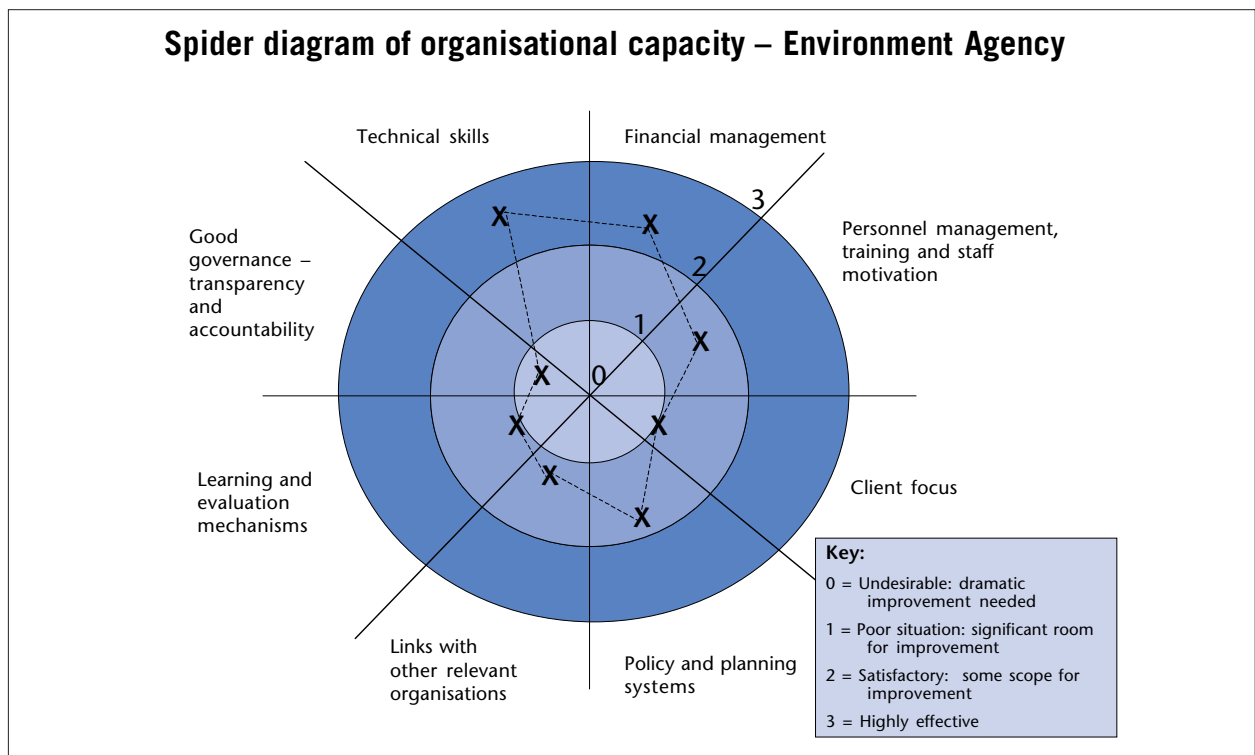 Spider diagram of organisational capacity – Environment Agency
Technical skills
Financial management
3
Personnel management,
training and staff
motivation
Good
governance –
transparency
and
accountability
2
1
0
X
X
X
X
X
X
X
X
Learning and
evaluation
mechanisms
Client focus
Links with
other relevant
organisations
Policy and planning
systems
Key:
0 = Undesirable: dramatic
improvement needed
1 = Poor situation: significant room
for improvement
2 = Satisfactory: some scope for
improvement
3 = Highly effective